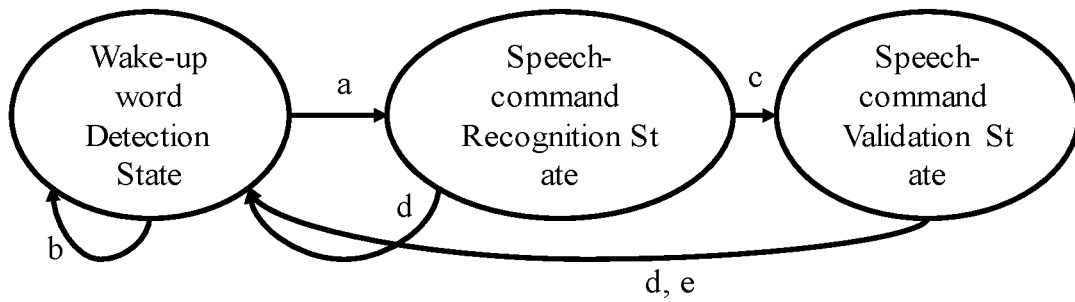 Wake-up
word
Detection
State
a
Speech-
command
Recognition St
ate
c
Speech-
command
Validation St
ate
b
d
d, e